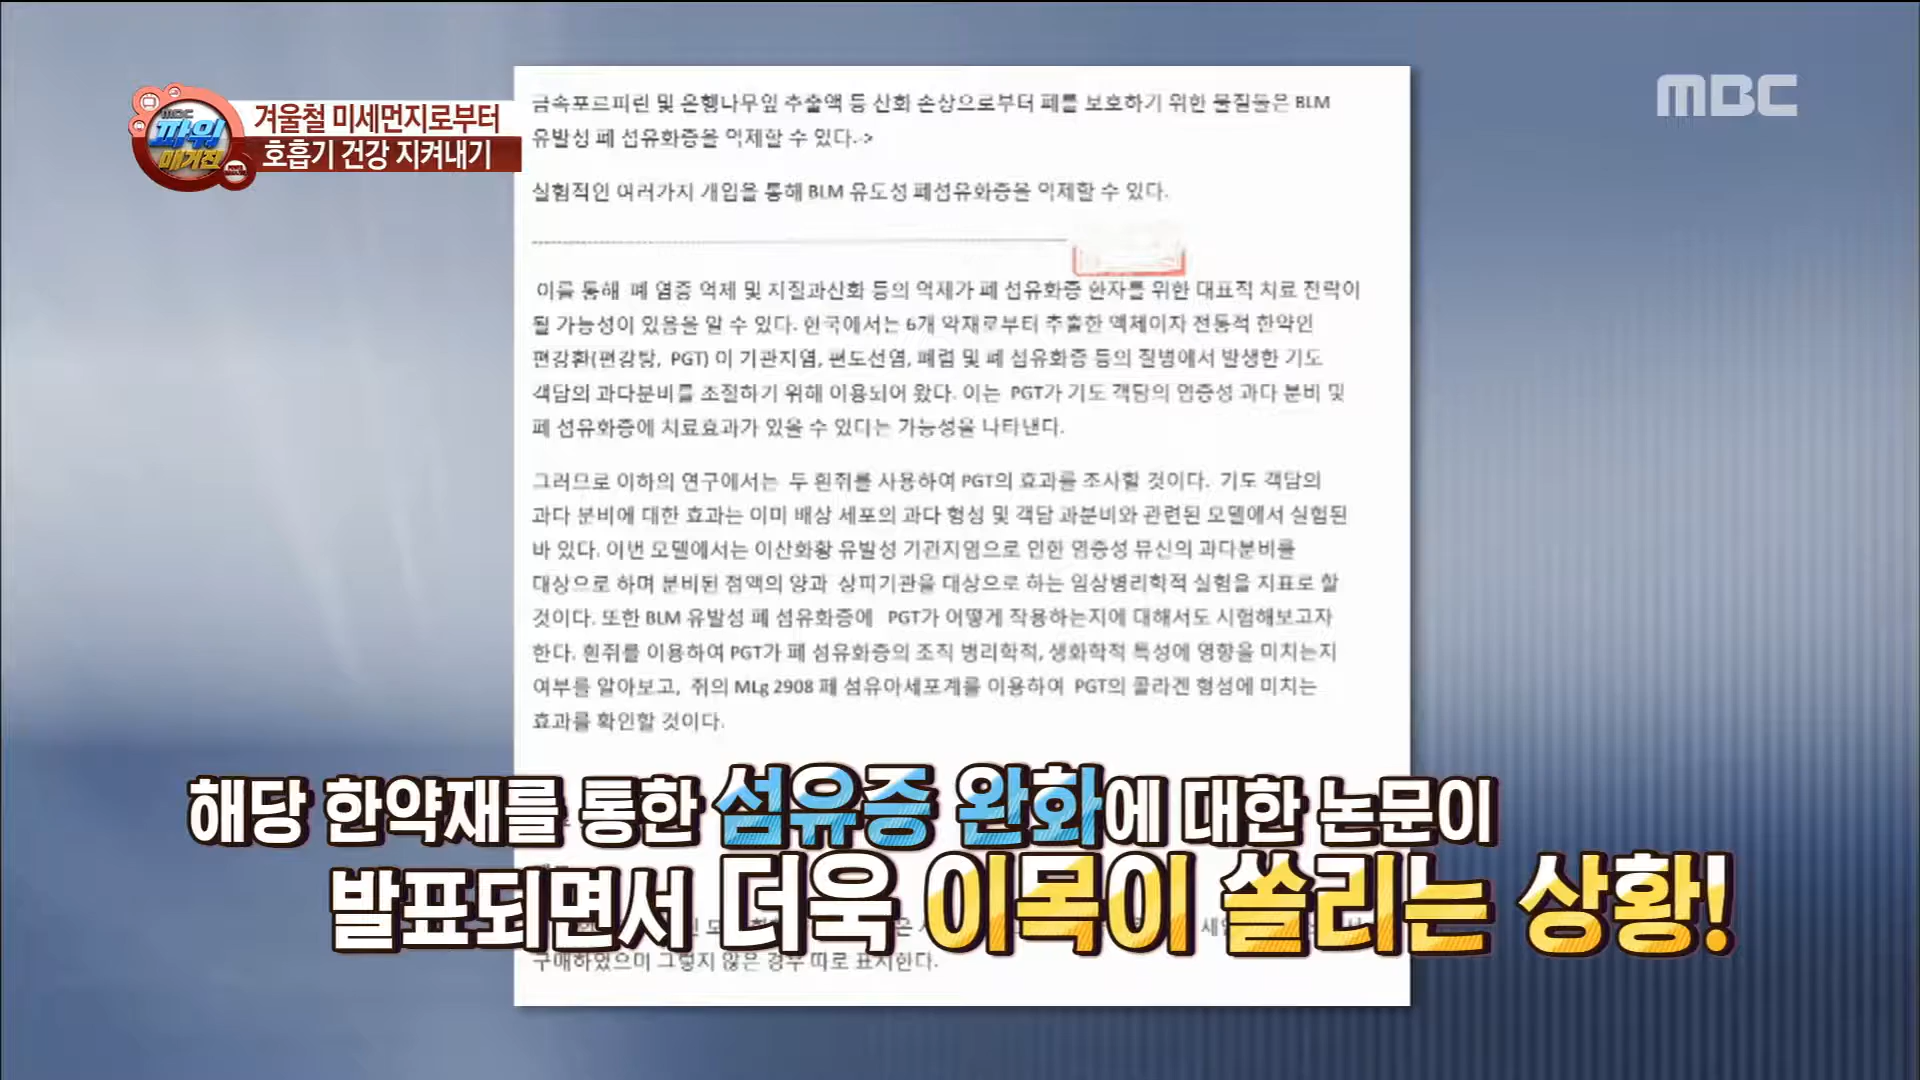 MBC
파워
매거진
겨울철 미세먼지로부터
호흡기 건강 지켜내기
MBC
금속포르피린 및 은행나무잎 추출액 등 산화 손상으로부터 폐를 보호하기 위한 물질들은 BLM
유발성 폐 섬유화증을 억제할 수 있다.->
실험적인 여러가지 개입을 통해 BLM 유도성 폐섬유화증을 억제할 수 있다.
이를 통해 폐 염증 억제 및 지질과산화 등의 억제가 폐 섬유화증 환자를 위한 대표적 치료 전략이
될 가능성이 있음을 알 수 있다. 한국에서는 6개 약재로부터 추출한 액체이자 전통적 한약인
편강환(편강탕, PGT) 이 기관지염, 편도선염, 폐렴 및 폐 섬유화증 등의 질병에서 발생한 기도
객담의 과다분비를 조절하기 위해 이용되어 왔다. 이는 PGT가 기도 객담의 염증성 과다 분비 및
폐 섬유화증에 치료효과가 있을 수 있다는 가능성을 나타낸다.
그러므로 이하의 연구에서는 두 흰쥐를 사용하여 PGT의 효과를 조사할 것이다. 기도 객담의
과다 분비에 대한 효과는 이미 배상 세포의 과다 형성 및 객담 과분비와 관련된 모델에서 실험된
바 있다. 이번 모델에서는 이산화황 유발성 기관지염으로 인한 염증성 뮤신의 과다분비를
대상으로 하며 분비된 점액의 양과 상피기관을 대상으로 하는 임상병리학적 실험을 지표로 할
것이다. 또한 BLM 유발성 폐 섬유화증에 PGT가 어떻게 작용하는지에 대해서도 시험해보고자
한다. 흰쥐를 이용하여 PGT가 폐 섬유화증의 조직 병리학적, 생화학적 특성에 영향을 미치는지
여부를 알아보고, 쥐의 MLg 2908 폐 섬유아세포계를 이용하여 PGT의 콜라겐 형성에 미치는
효과를 확인할 것이다.
해당 한약재를 통한 섬유증 완화에 대한 논문이
발표되면서 더욱 이목이 쏠리는 상황!
구매하였으며 그렇지 않은 경우 따로 표시한다.